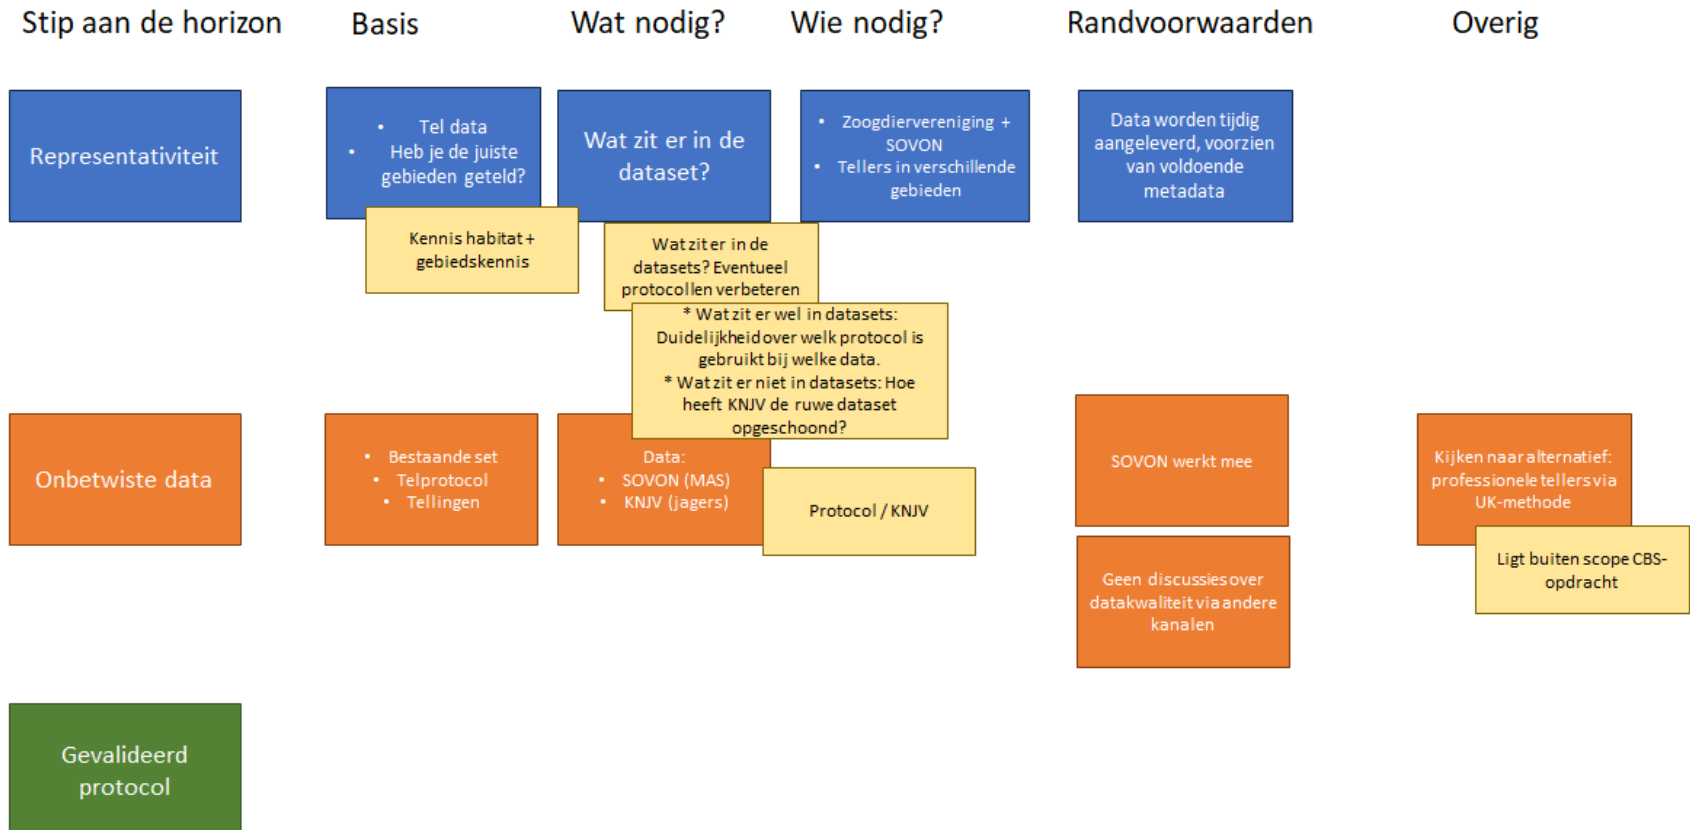 Stip aan de horizon
Basis
Wat nodig?
Wie nodig?
Randvoorwaarden
Overig
Representativiteit
• Tel data
• Heb je de juiste
gebieden geteld?
Kennis habitat +
gebiedskennis
Wat zit er in de
dataset?
Wat zit er in de
datasets? Eventueel
protocollen verbeteren
* Wat zit er wel in datasets:
Duidelijkheid over welk protocol is
gebruikt bij welke data.
* Wat zit er niet in datasets: Hoe
heeft KNJV de ruwe dataset
opgeschoond?
• Zoogdiervereniging +
SOVON
• Tellers in verschillende
gebieden
Data worden tijdig
aangeleverd, voorzien
van voldoende
metadata
Onbetwiste data
• Bestaande set
• Telprotocol
• Tellingen
Data:
• SOVON (MAS)
• KNJV (jagers)
Protocol / KNJV
SOVON werkt mee
Geen discussies over
datakwaliteit via andere
kanalen
Kijken naar alternatief:
professionele tellers via
UK-methode
Ligt buiten scope CBS-
opdracht
Gevalideerd
protocol